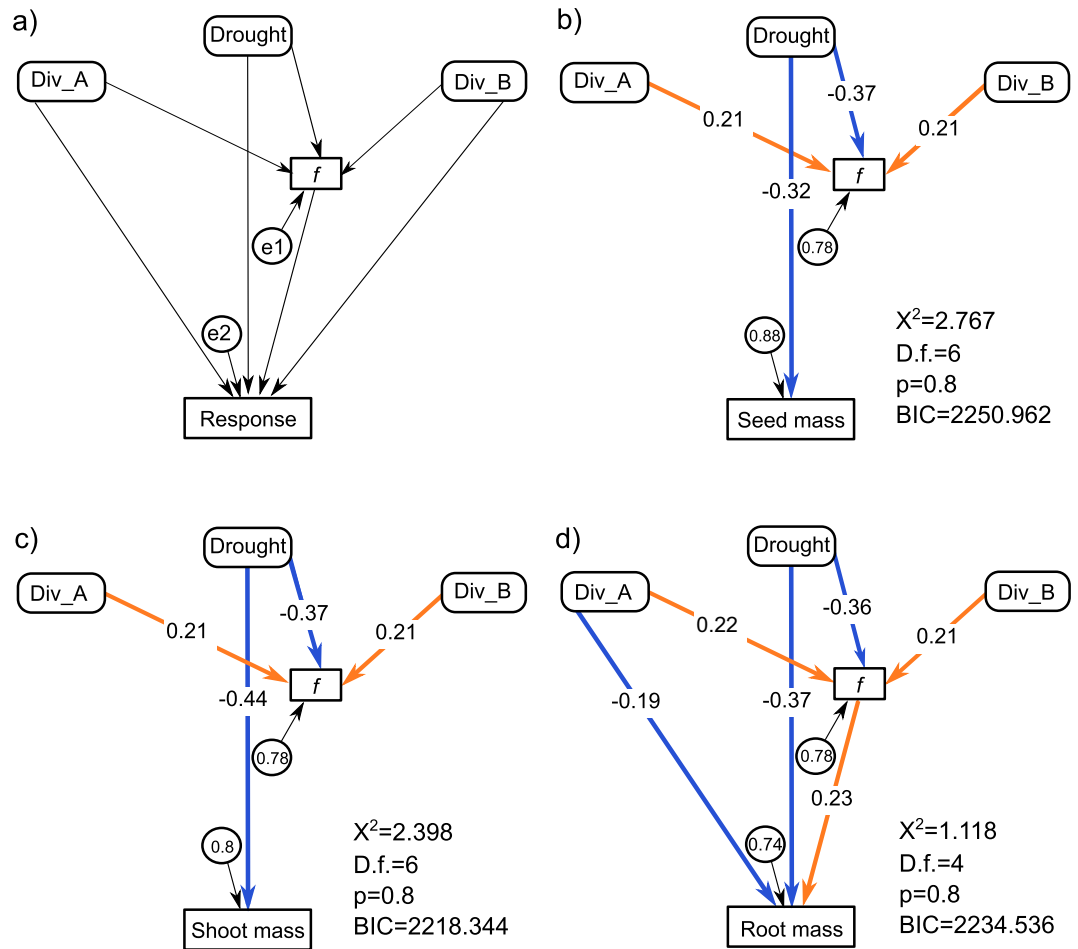 a)
Drought
Div_A
Div_B
f
e1
e2
Response
b)
Drought
Div_A
Div_B
-0.37
0.21
0.21
f
-0.32
0.78
0.88
X²=2.767
D.f.=6
p=0.8
BIC=2250.962
Seed mass
c)
Drought
Div_A
Div_B
-0.37
0.21
0.21
f
-0.44
0.78
0.8
X²=2.398
D.f.=6
p=0.8
BIC=2218.344
Shoot mass
d)
Drought
Div_A
Div_B
-0.36
0.22
0.21
f
-0.19
-0.37
0.78
0.23
0.74
X²=1.118
D.f.=4
p=0.8
BIC=2234.536
Root mass